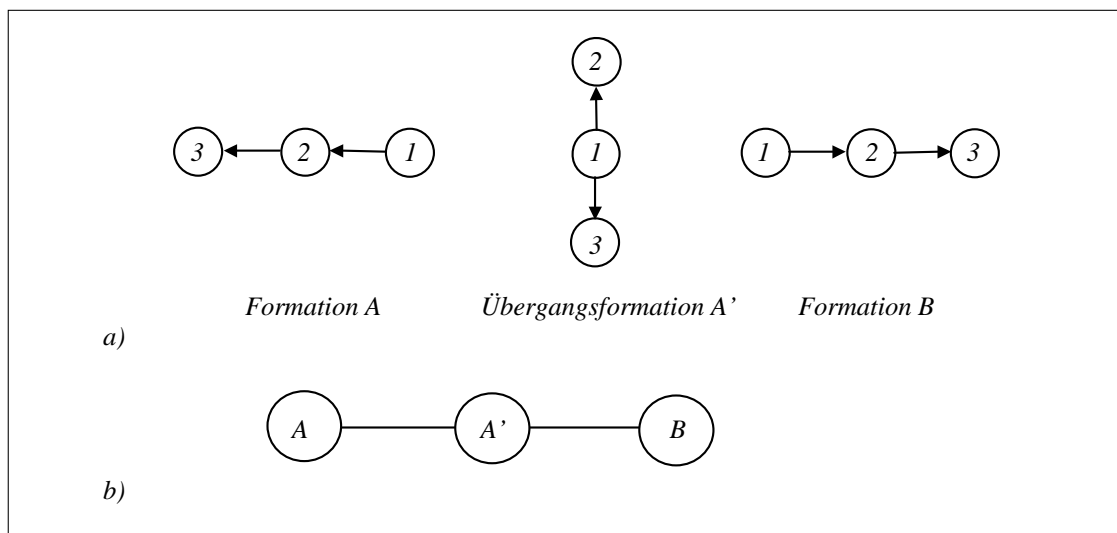 2
3 2 1 1 1 2 3
3
Formation A Übergangsformation A’ Formation B
a)
A A’ B
b)